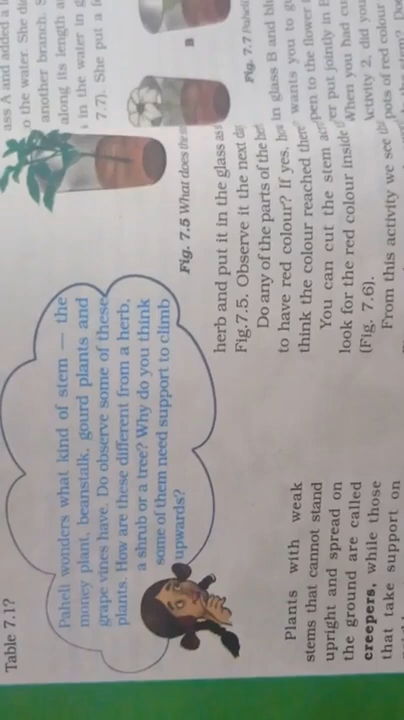 Table 7.1?
Paheli wonders what kind of stem — the
money plant, beanstalk, gourd plants and
grape vines have. Do observe some of these
plants. How are these different from a herb,
a shrub or a tree? Why do you think
some of them need support to climb
upwards?
Plants with weak
stems that cannot stand
upright and spread on
the ground are called
creepers, while those
that take support on
ass A and added a
o the water. She
another branch.
along its length
in the water in
7.7). She put a
Fig. 7.5 What does the
herb and put it in the glass
Fig.7.5. Observe it the next
Do any of the parts of the
to have red colour? If yes,
think the colour reached there
You can cut the stem
look for the red colour inside
(Fig. 7.6).
From this activity we see
B
Fig. 7.7
in glass B and
wants you to
pen to the flower
put jointly in
When you had
Activity 2, did you
pots of red colour
stem?